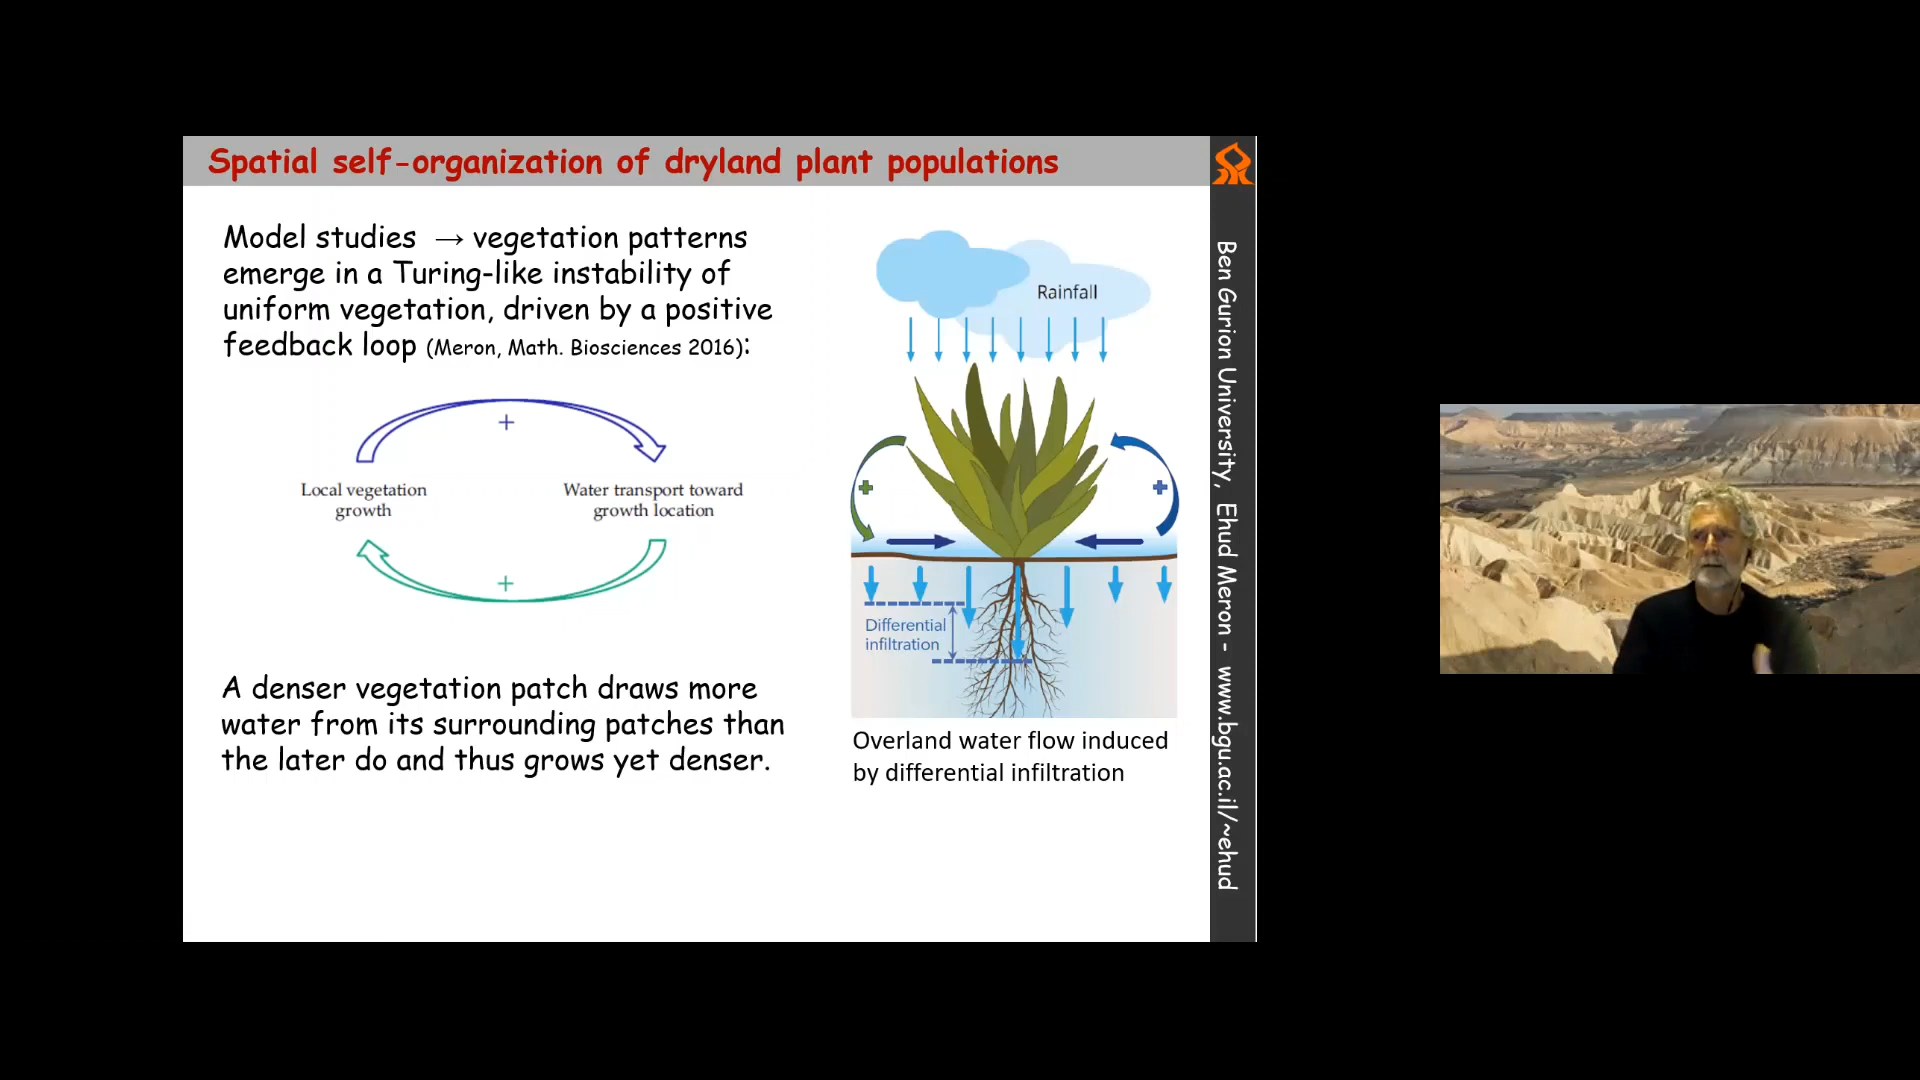 Spatial self-organization of dryland plant populations
Model studies → vegetation patterns
emerge in a Turing-like instability of
uniform vegetation, driven by a positive
feedback loop (Meron, Math. Biosciences 2016):
+
Local vegetation
growth
Water transport toward
growth location
+
A denser vegetation patch draws more
water from its surrounding patches than
the later do and thus grows yet denser.
Rainfall
+
+
Differential
infiltration
Overland water flow induced
by differential infiltration
Ben Gurion University, Ehud Meron - www.bgu.ac.il/~ehud